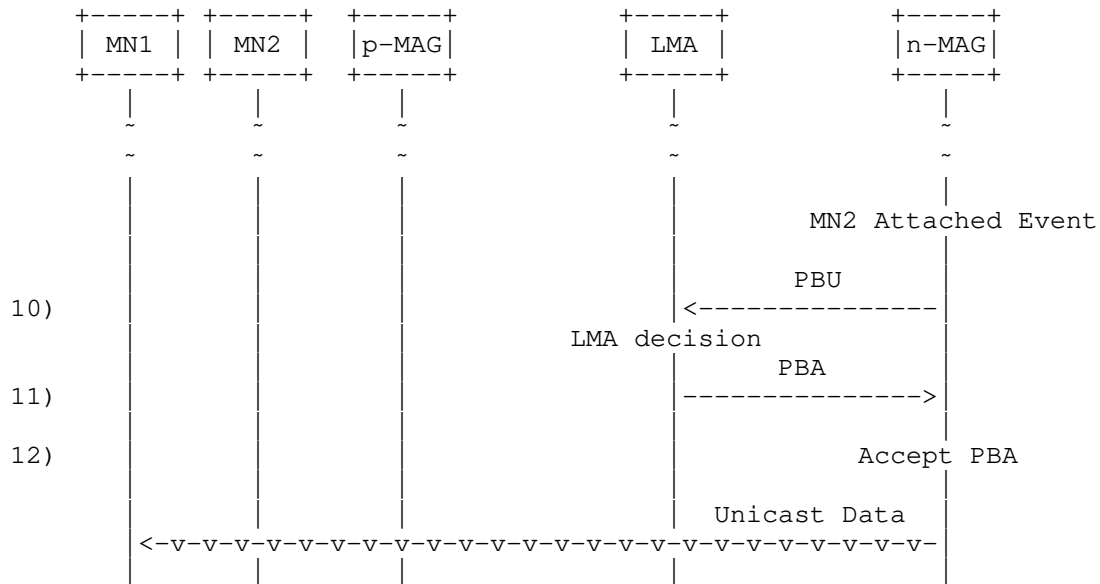 MN1 MN2 p-MAG LMA n-MAG
MN2 Attached Event
PBU
10)
LMA decision
PBA
11)
12) Accept PBA
Unicast Data
<-v-v-v-v-v-v-v-v-v-v-v-v-v-v-v-v-v-v-v-v-v-v-v-v-